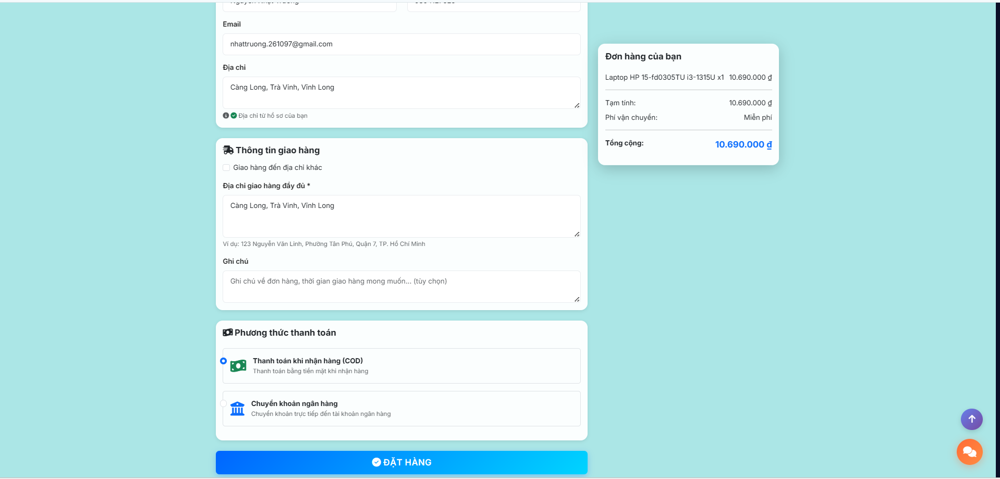 Email
nhattruong.261097@gmail.com
Địa chỉ
Càng Long, Trà Vinh, Vĩnh Long
Địa chỉ từ hồ sơ của bạn
Thông tin giao hàng
Giao hàng đến địa chỉ khác
Địa chỉ giao hàng đầy đủ *
Càng Long, Trà Vinh, Vĩnh Long
Ví dụ: 123 Nguyễn Văn Linh, Phường Tân Phú, Quận 7, TP. Hồ Chí Minh
Ghi chú
Ghi chú về đơn hàng, thời gian giao hàng mong muốn... (tùy chọn)
Phương thức thanh toán
Thanh toán khi nhận hàng (COD)
Thanh toán bằng tiền mặt khi nhận hàng
Chuyển khoản ngân hàng
Chuyển khoản trực tiếp đến tài khoản ngân hàng
ĐẶT HÀNG
Đơn hàng của bạn
Laptop HP 15-fd0305TU i3-1315U x1 10.690.000 ₫
Tạm tính: 10.690.000 ₫
Phí vận chuyển: Miễn phí
Tổng cộng: 10.690.000 ₫